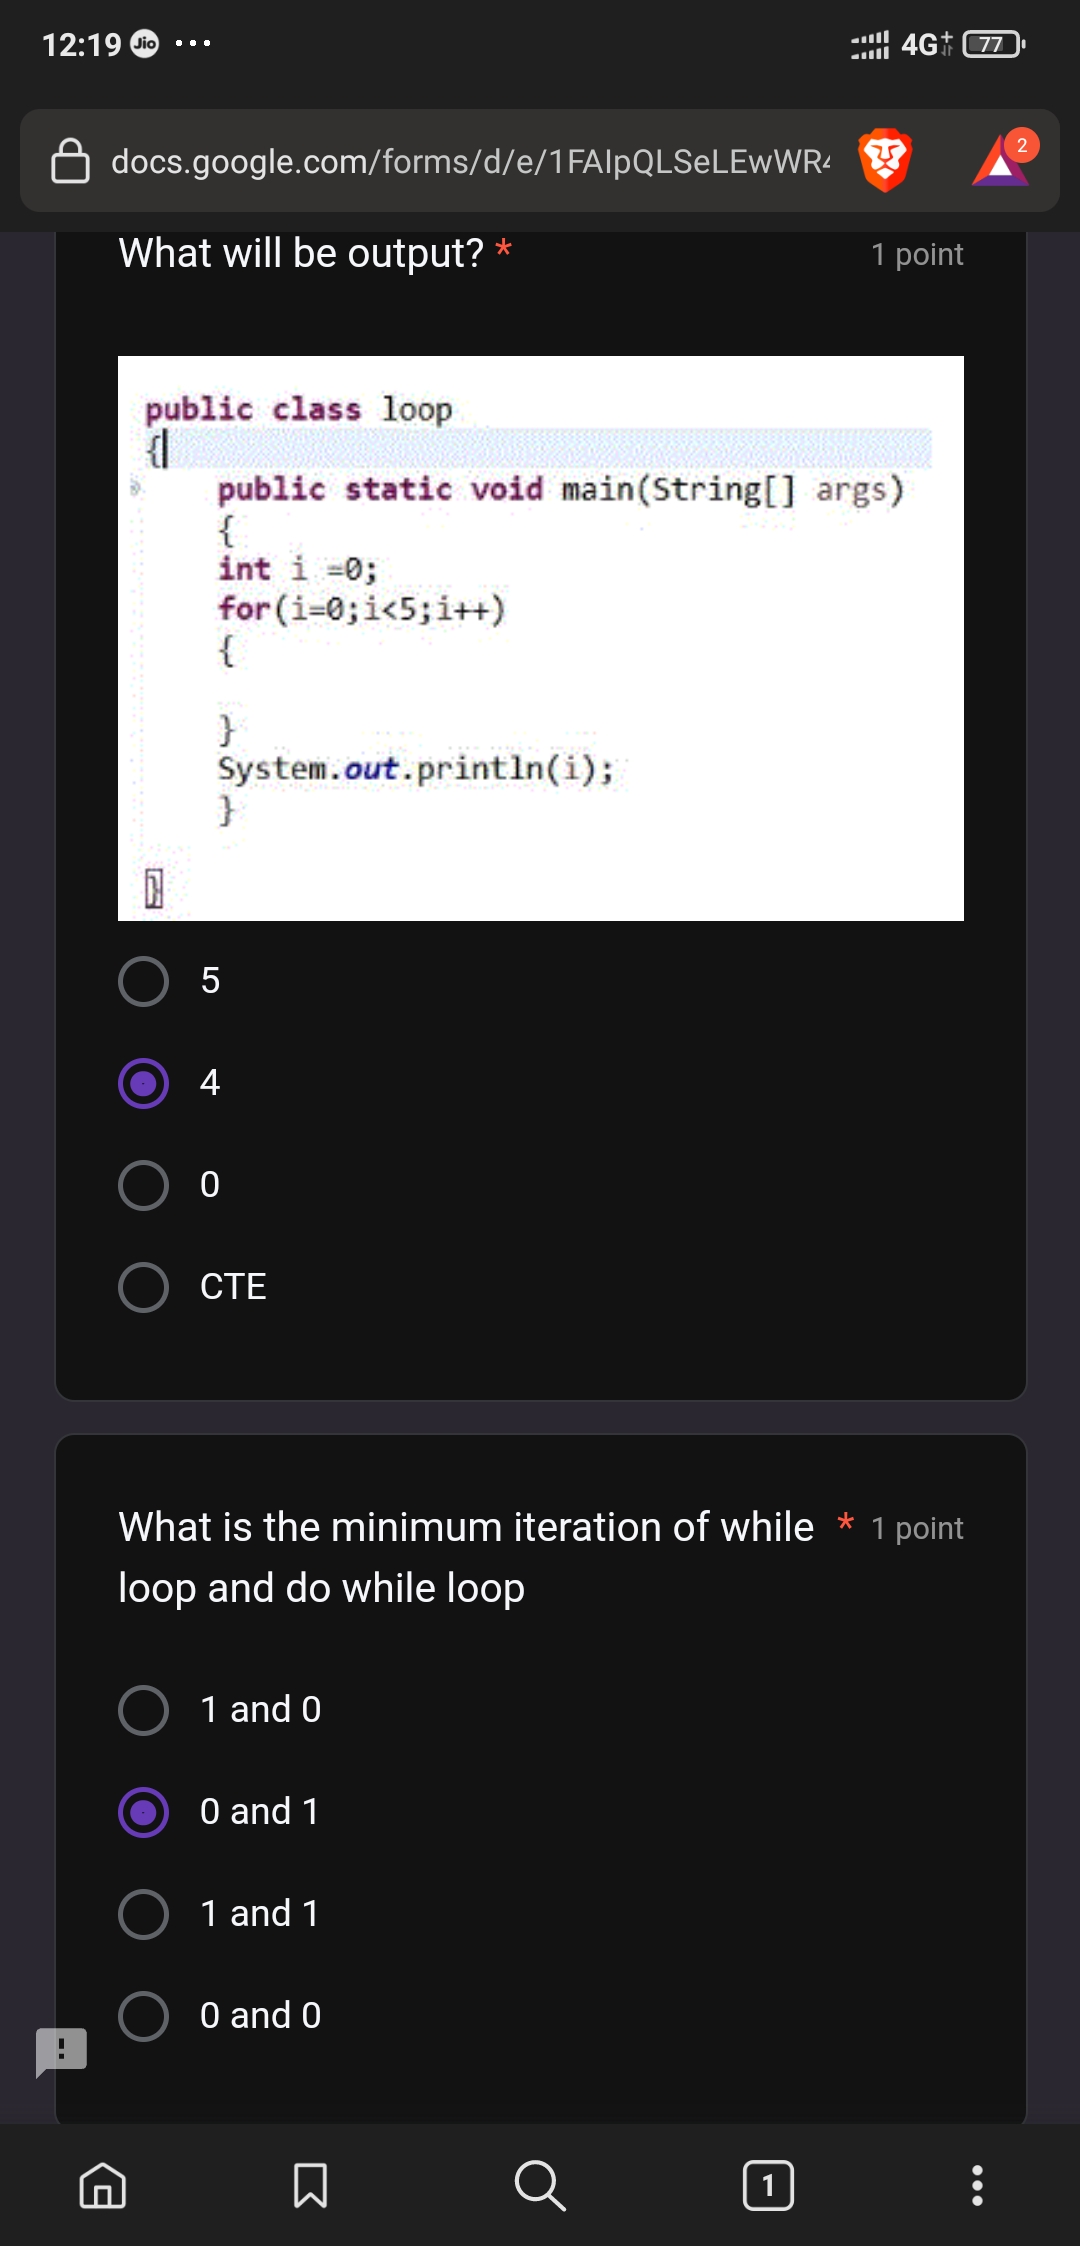 12:19 Jio ...
4G+ 77
docs.google.com/forms/d/e/1FAIpQLSeLEwWR4
2
What will be output? *
1 point
public class loop
{
public static void main(String[] args)
{
int i =0;
for(i=0;i<5;i++)
{
}
System.out.println(i);
}
}
5
4
0
CTE
What is the minimum iteration of while * 1 point
loop and do while loop
1 and 0
0 and 1
1 and 1
0 and 0
!
1